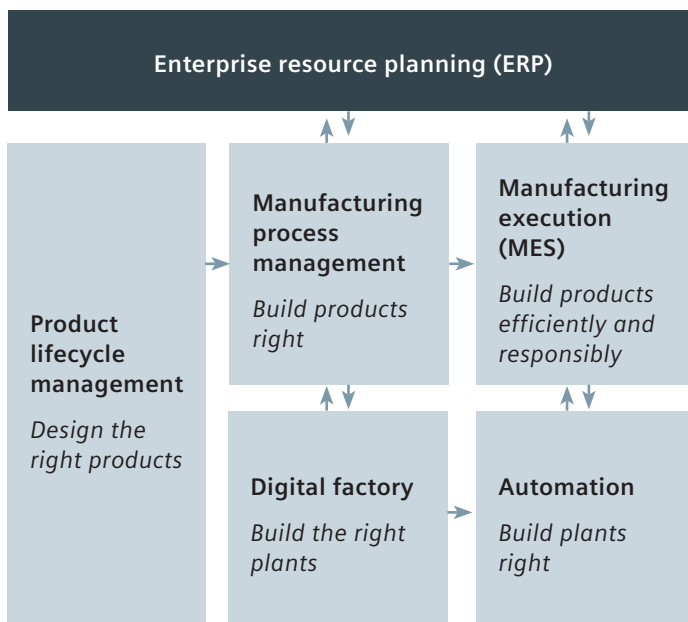 Enterprise resource planning (ERP)
Product
lifecycle
management
Design the
right products
Manufacturing
process
management
Build products
right
Manufacturing
execution
(MES)
Build products
efficiently and
responsibly
Digital factory
Build the right
plants
Automation
Build plants
right